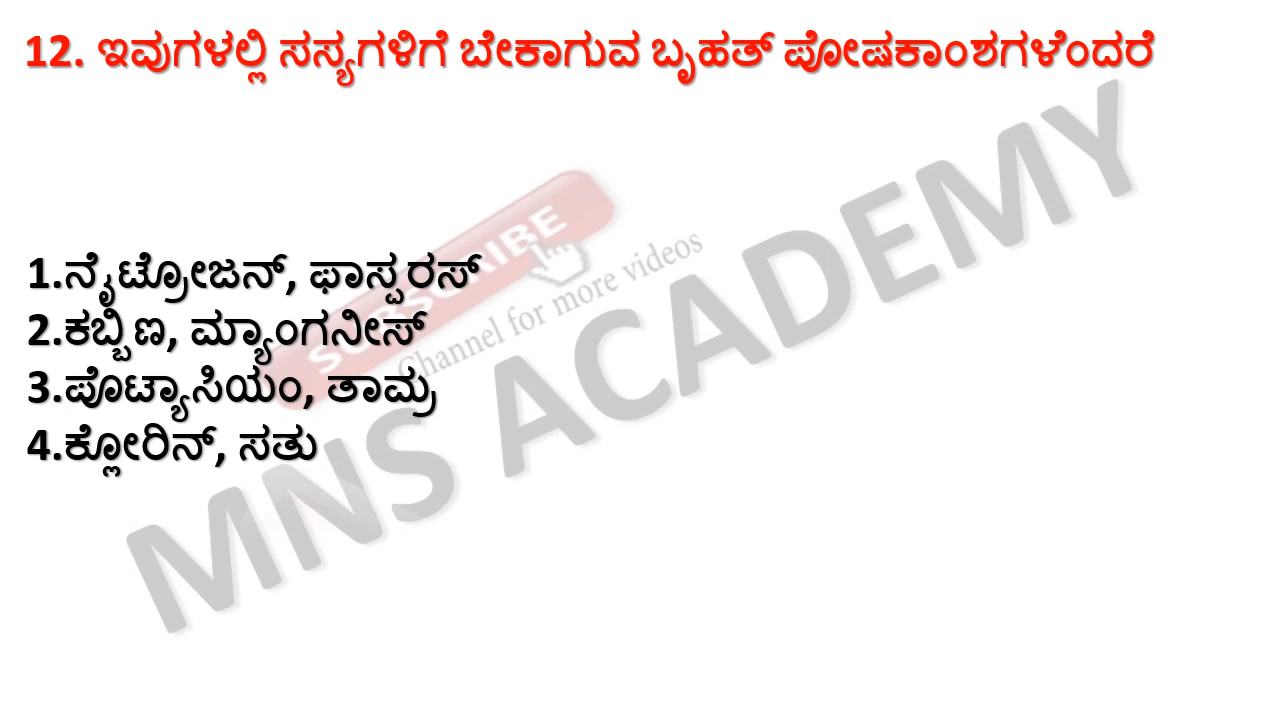 12. ಇವುಗಳಲ್ಲಿ ಸಸ್ಯಗಳಿಗೆ ಬೇಕಾಗುವ ಬೃಹತ್ ಪೋಷಕಾಂಶಗಳೆಂದರೆ
1.ನೈಟ್ರೋಜನ್, ಫಾಸ್ಪರಸ್
2.ಕಬ್ಬಿಣ, ಮ್ಯಾಂಗನೀಸ್
3.ಪೊಟ್ಯಾಸಿಯಂ, ತಾಮ್ರ
4.ಕ್ಲೋರಿನ್, ಸತು
SUBSCRIBE
Channel for more videos
MNS ACADEMY